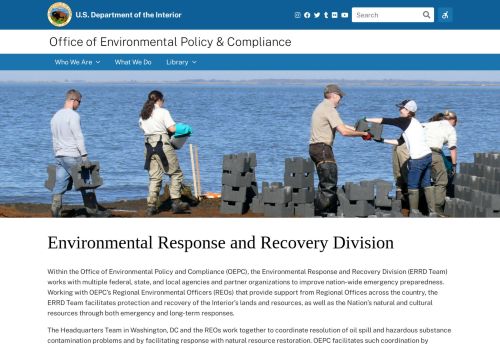 U.S. Department of the Interior
Search
Office of Environmental Policy & Compliance
Who We Are
What We Do
Library
Environmental Response and Recovery Division
Within the Office of Environmental Policy and Compliance (OEPC), the Environmental Response and Recovery Division (ERRD Team)
works with multiple federal, state, and local agencies and partner organizations to improve nation-wide emergency preparedness.
Working with OEPC's Regional Environmental Officers (REOs) that provide support from Regional Offices across the country, the
ERRD Team facilitates protection and recovery of the Interior's lands and resources, as well as the Nation's natural and cultural
resources through both emergency and long-term responses.
The Headquarters Team in Washington, DC and the REOs work together to coordinate resolution of oil spill and hazardous substance
contamination problems and by facilitating response with natural resource restoration. OEPC facilitates such coordination by